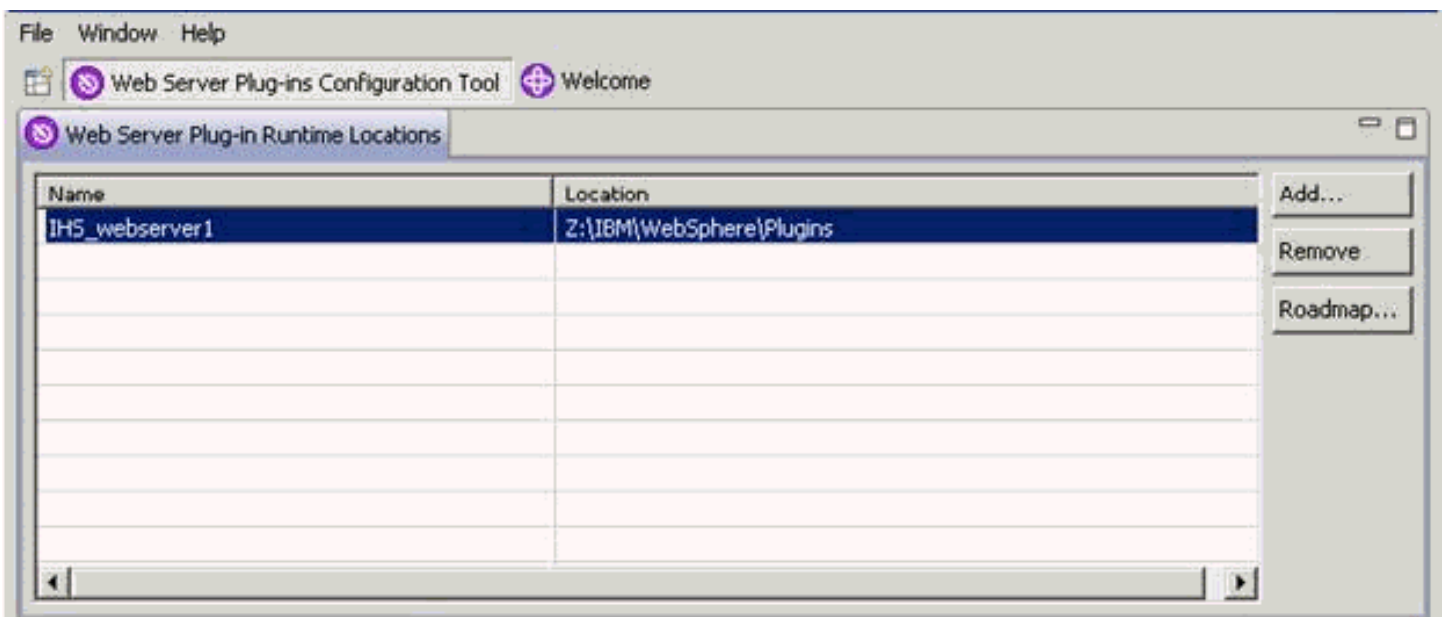 File Window Help
Web Server Plug-ins Configuration Tool Welcome
Web Server Plug-in Runtime Locations
Name Location Add...
IHS_webserver1 Z:\IBM\WebSphere\Plugins
Remove
Roadmap...